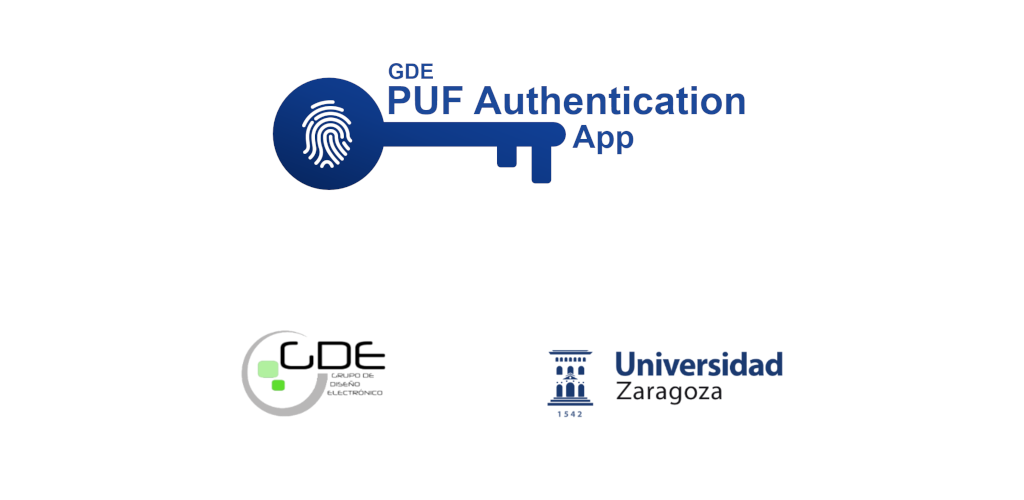 GDE
PUF Authentication
App
GDE
GRUPO DE
DISEÑO
ELECTRÓNICO
Universidad
Zaragoza
1542